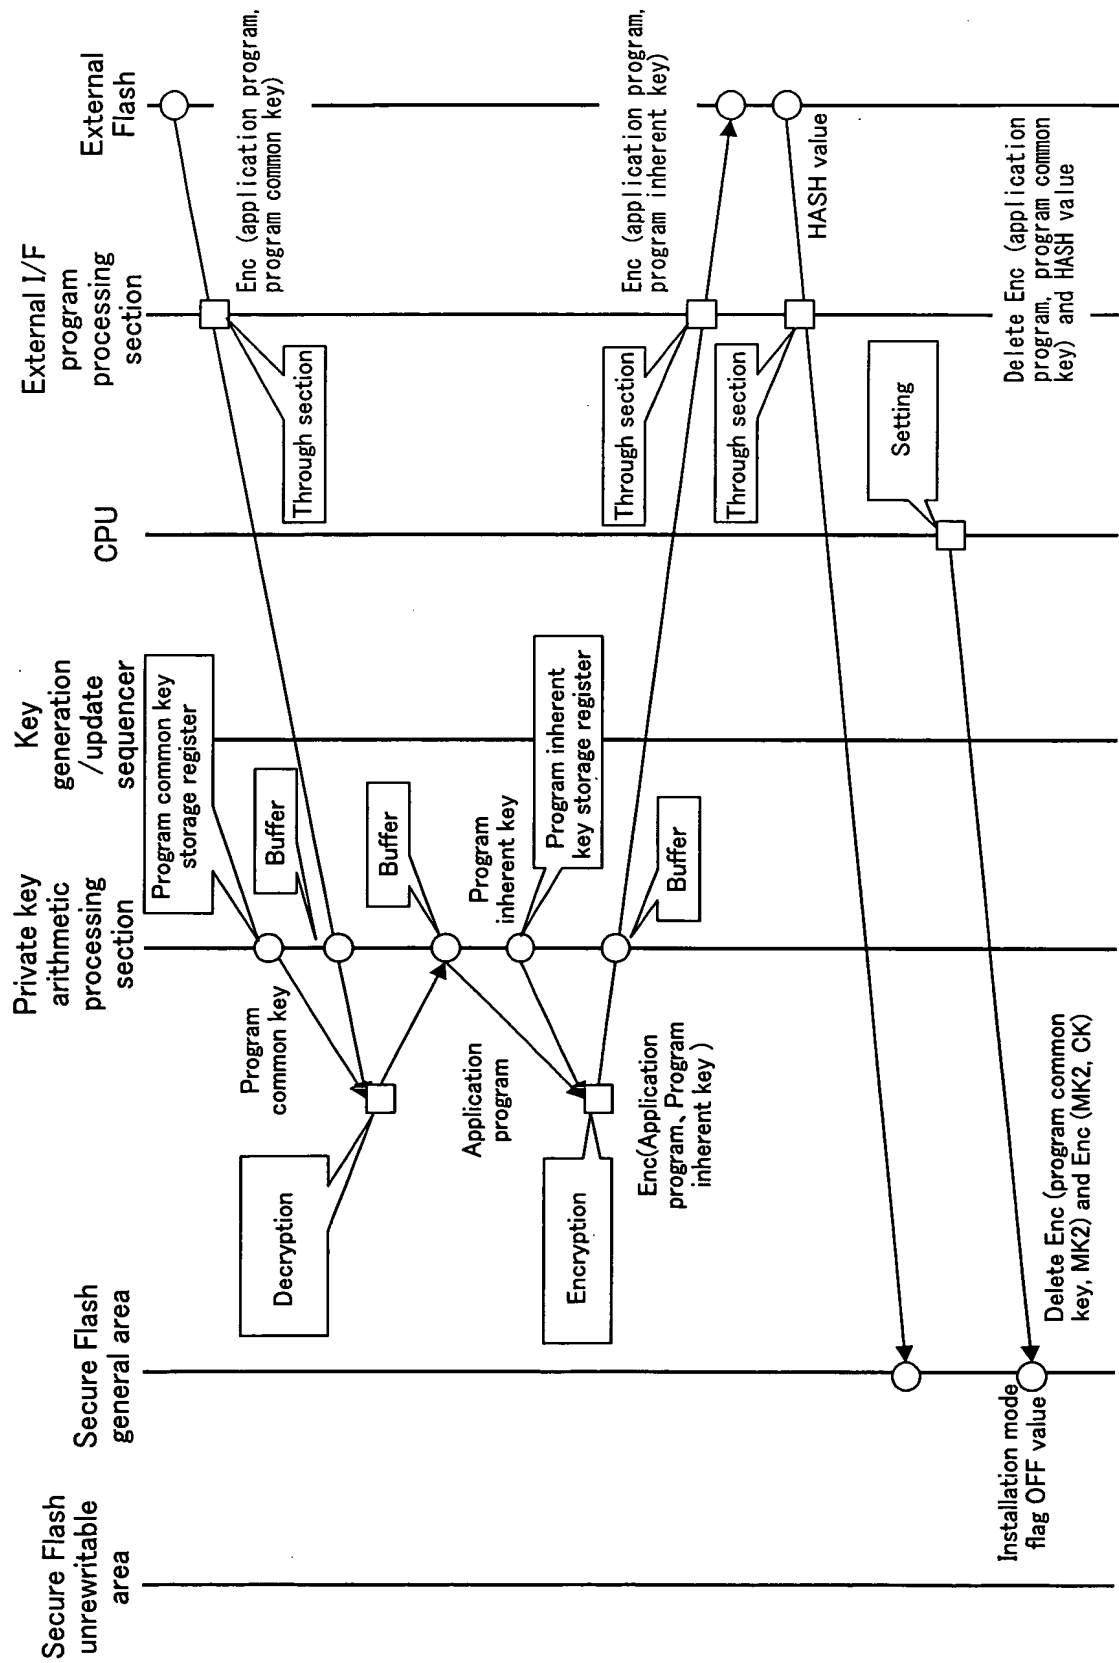 Secure Flash
unrewritable
area
Secure Flash
general area
Private key
arithmetic
processing
section
Key
generation
/update
sequencer
CPU
External I/F
program
processing
section
External
Flash
Program common key
storage register
Enc (application program,
program common key)
Buffer
Through section
Program
common key
Decryption
Buffer
Application
program
Program
inherent key
Program inherent
key storage register
Encryption
Enc(Application
program、Program
inherent key )
Buffer
Through section
Enc (application program,
program inherent key)
Through section
HASH value
Setting
Installation mode
flag OFF value
Delete Enc (program common
key, MK2) and Enc (MK2, CK)
Delete Enc (application
program, program common
key) and HASH value